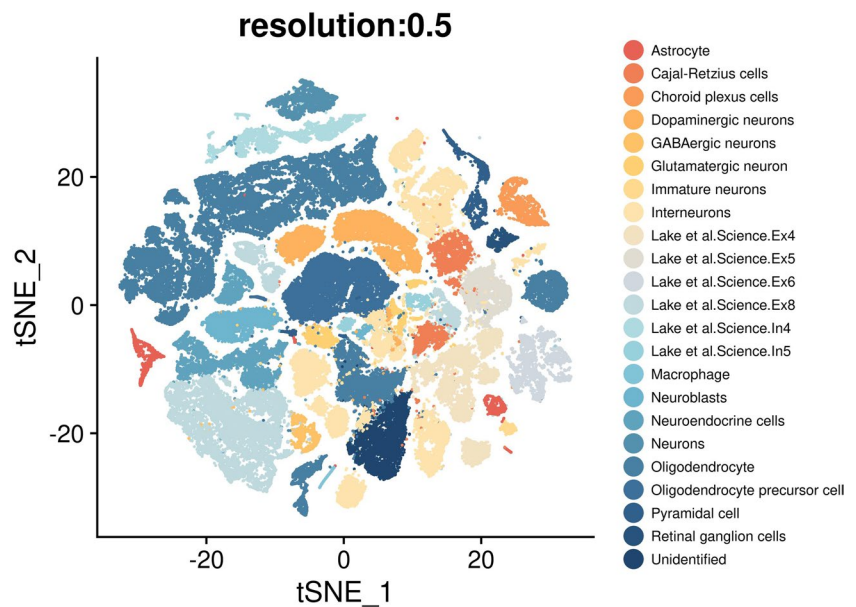 resolution:0.5
Astrocyte
Cajal-Retzius cells
Choroid plexus cells
Dopaminergic neurons
GABAergic neurons
Glutamatergic neuron
Immature neurons
Interneurons
Lake et al.Science.Ex4
Lake et al.Science.Ex5
Lake et al.Science.Ex6
Lake et al.Science.Ex8
Lake et al.Science.In4
Lake et al.Science.In5
Macrophage
Neuroblasts
Neuroendocrine cells
Neurons
Oligodendrocyte
Oligodendrocyte precursor cell
Pyramidal cell
Retinal ganglion cells
Unidentified
tSNE_2
20
0
-20
-20
0
20
tSNE_1